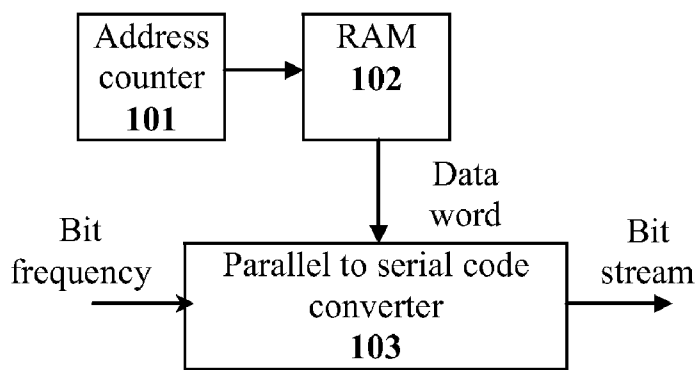 Address
counter
101
RAM
102
Data
word
Bit
frequency
Parallel to serial code
converter
103
Bit
stream